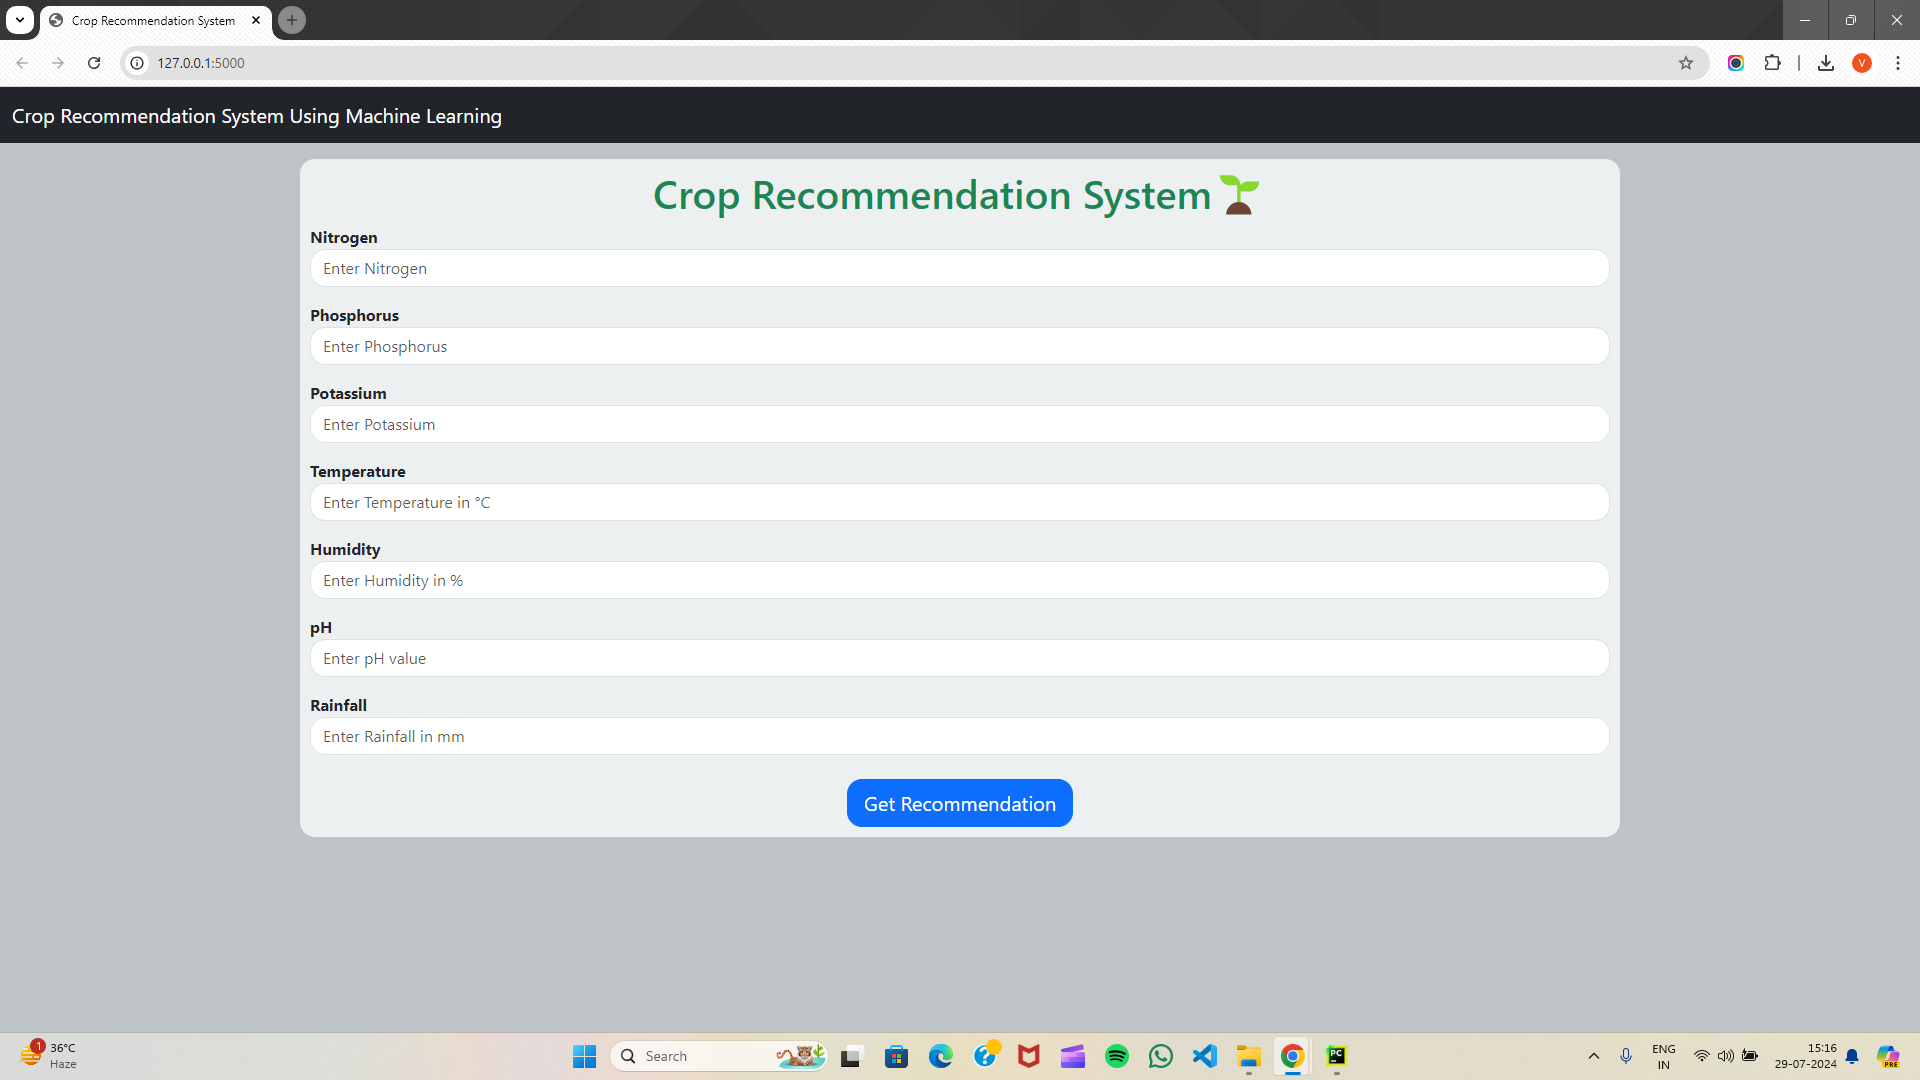 Crop Recommendation System
127.0.0.1:5000
V
Crop Recommendation System Using Machine Learning
Crop Recommendation System
Nitrogen
Enter Nitrogen
Phosphorus
Enter Phosphorus
Potassium
Enter Potassium
Temperature
Enter Temperature in °C
Humidity
Enter Humidity in %
pH
Enter pH value
Rainfall
Enter Rainfall in mm
Get Recommendation
1
36°C
Haze
Search
PC
ENG
IN
15:16
29-07-2024
PRE